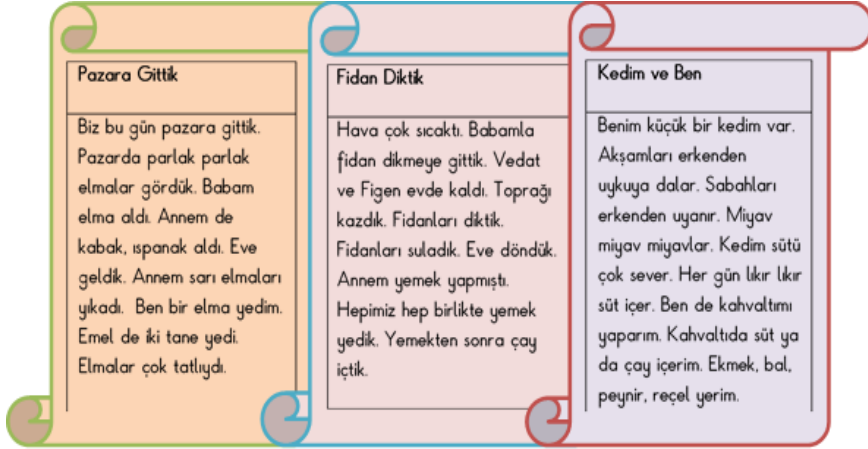 Pazara Gittik
Biz bu gün pazara gittik.
Pazarda parlak parlak
elmalar gördük. Babam
elma aldı. Annem de
kabak, ıspanak aldı. Eve
geldik. Annem sarı elmaları
yıkadı. Ben bir elma yedim.
Emel de iki tane yedi.
Elmalar çok tatlıydı.
Fidan Diktik
Hava çok sıcaktı. Babamla
fidan dikmeye gittik. Vedat
ve Figen evde kaldı. Toprağı
kazdık. Fidanları diktik.
Fidanları suladık. Eve döndük.
Annem yemek yapmıştı.
Hepimiz hep birlikte yemek
yedik. Yemekten sonra çay
içtik.
Kedim ve Ben
Benim küçük bir kedim var.
Akşamları erkenden
uykuya dalar. Sabahları
erkenden uyanır. Miyav
miyav miyavlar. Kedim sütü
çok sever. Her gün lıkır lıkır
süt içer. Ben de kahvaltımı
yaparım. Kahvaltıda süt ya
da çay içerim. Ekmek, bal,
peynir, reçel yerim.